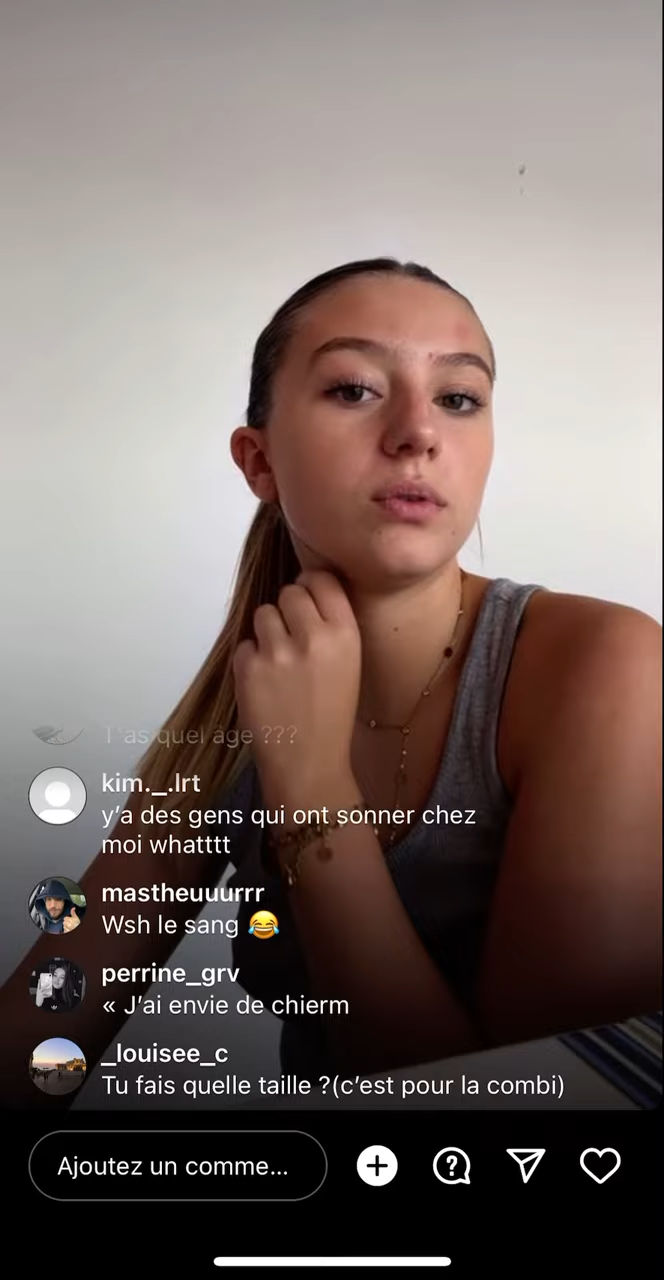 T'as quel âge ???
kim._.lrt
y'a des gens qui ont sonner chez
moi whatttt
mastheuuurrr
Wsh le sang 😂
perrine_grv
« J'ai envie de chierm
_louisee_c
Tu fais quelle taille ?(c'est pour la combi)
Ajoutez un comme...